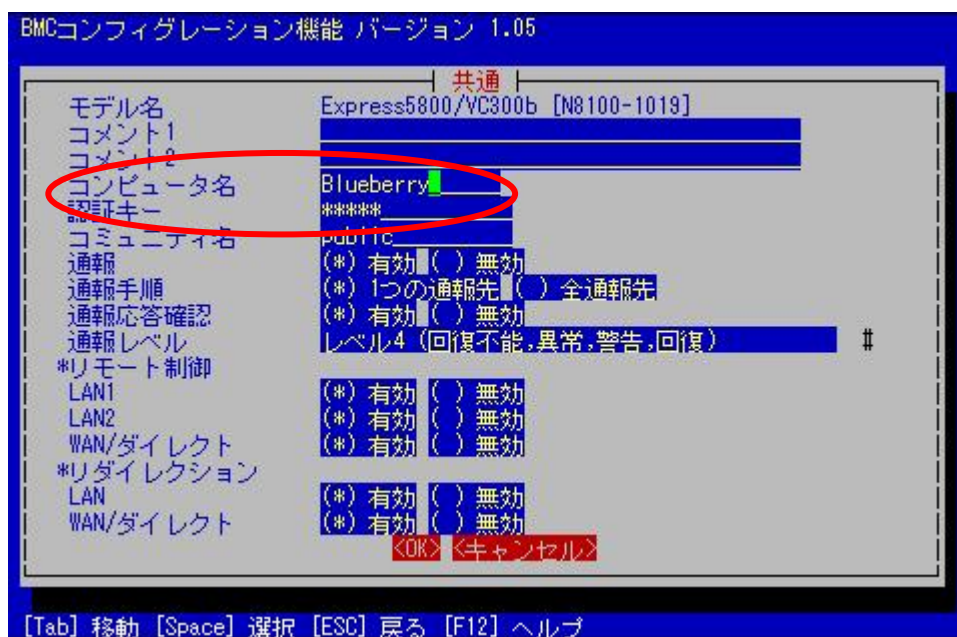 BMCコンフィグレーション機能 バージョン 1.05
共通
モデル名 Express5800/VC300b [N8100-1019]
コメント1
コメント2
コンピュータ名 Blueberry
認証キー *****
コミュニティ名 public
通報 (*) 有効 ( ) 無効
通報手順 (*) 1つの通報先 ( ) 全通報先
通報応答確認 (*) 有効 ( ) 無効
通報レベル レベル4 (回復不能,異常,警告,回復) #
*リモート制御
LAN1 (*) 有効 ( ) 無効
LAN2 (*) 有効 ( ) 無効
WAN/ダイレクト (*) 有効 ( ) 無効
*リダイレクション
LAN (*) 有効 ( ) 無効
WAN/ダイレクト (*) 有効 ( ) 無効
<OK> <キャンセル>
[Tab] 移動 [Space] 選択 [ESC] 戻る [F12] ヘルプ